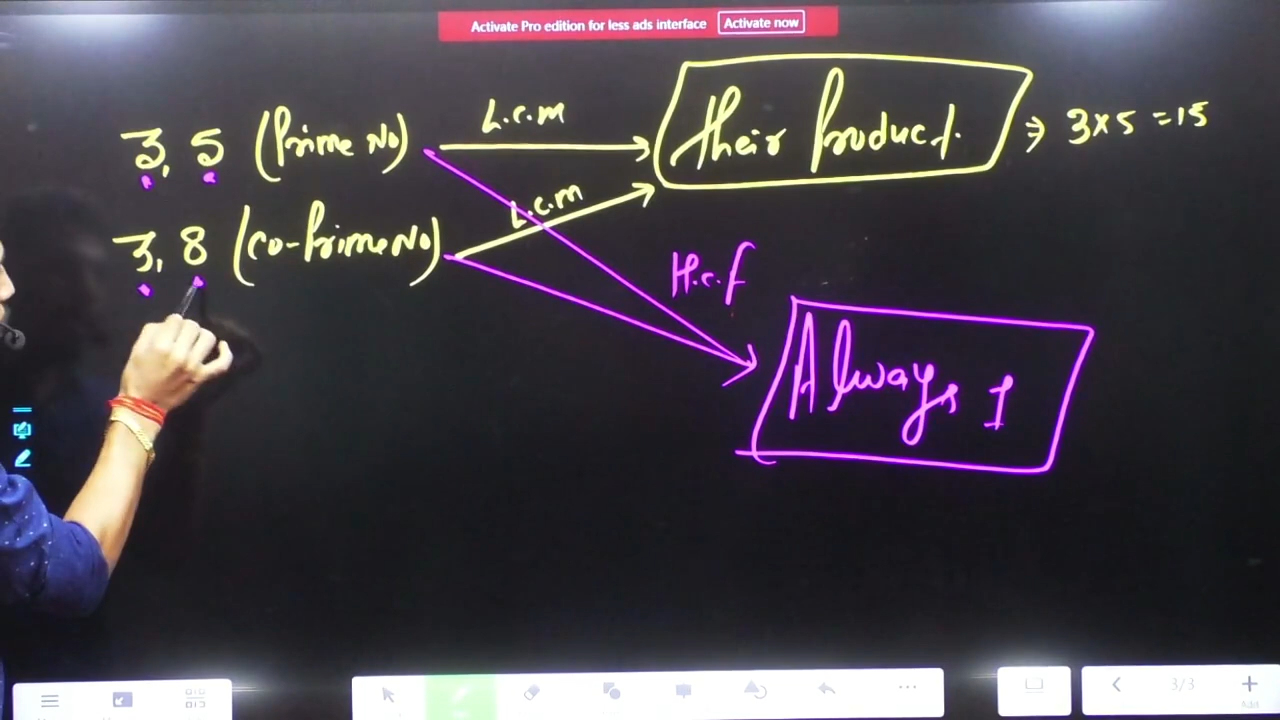 Activate Pro edition for less ads interface Activate now
3, 5 (Prime No) L.c.m Their Product. ⇒ 3×5 =15
3, 8 (Co-Prime No) L.c.m
H.c.f
Always 1
3/3
Add